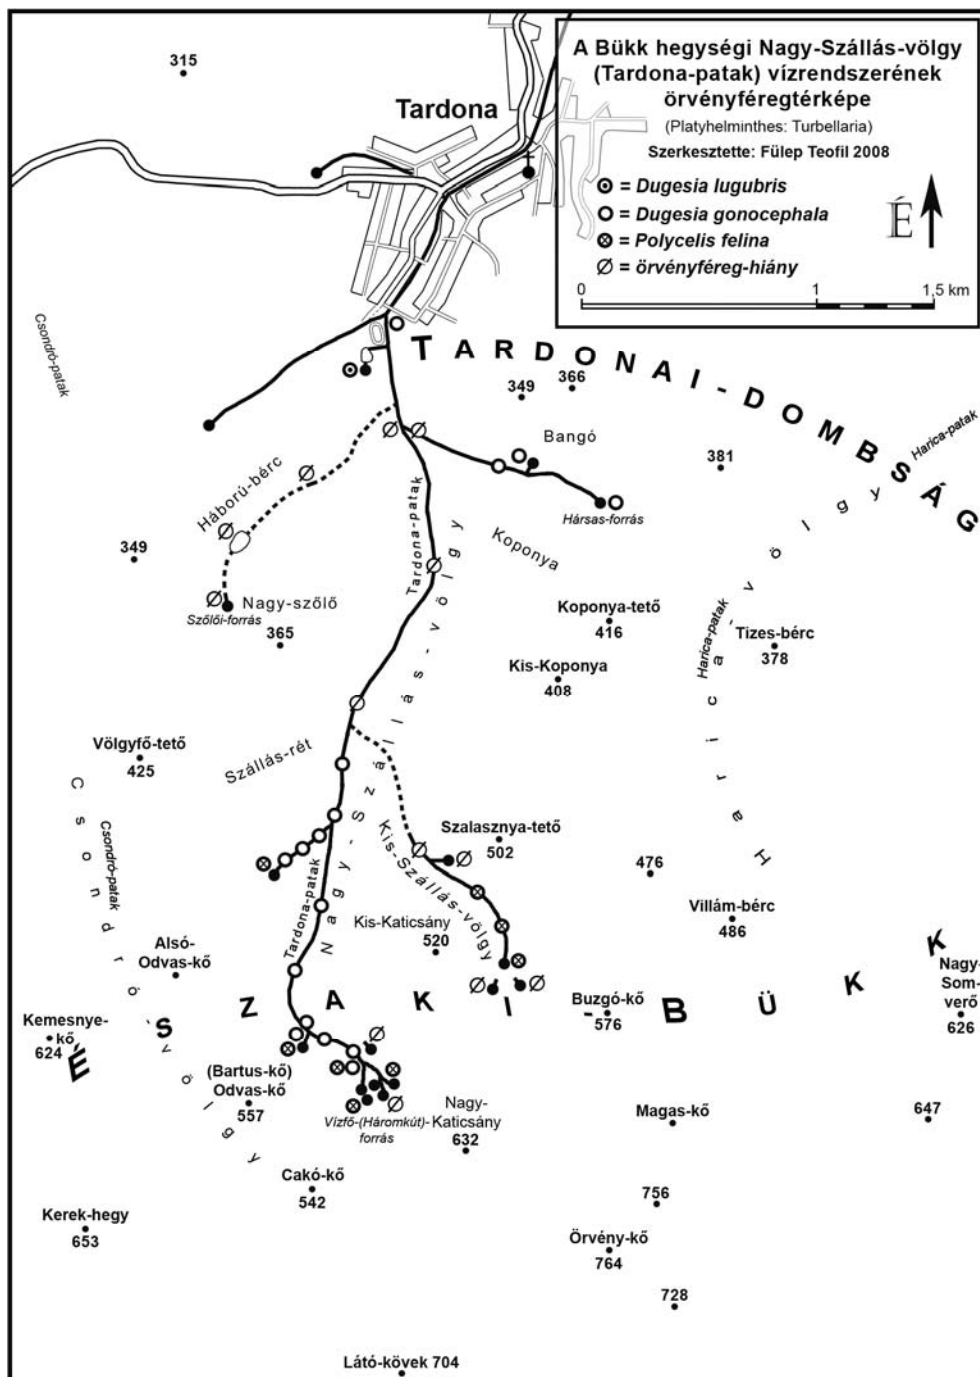 A Bükk hegységi Nagy-Szállás-völgy
(Tardona-patak) vízrendszerének
örvényféregtérképe
(Platyhelminthes: Turbellaria)
Szerkesztette: Fülep Teofil 2008
= Dugesia lugubris
= Dugesia gonocephala
= Polycelis felina
= örvényféreg-hiány
É
0 1 1,5 km
315
Tardona
Csondró-patak
TARDONAI-DOMBSÁG
349
366
Bangó
381
Harica-patak
Háború-bérc
Tardona-patak
Hársas-forrás
Koponya
349
Nagy-szőlő
Szőlői-forrás
365
Koponya-tető
416
Harica-patak
Harica-völgy
Tizes-bérc
378
Kis-Koponya
408
Völgyfő-tető
425
Szállás-rét
Nagy-Szállás-völgy
Csondró-völgy
Csondró-patak
Szalasznya-tető
502
Kis-Szállás-völgy
476
Tardona-patak
Kis-Katicsány
520
Villám-bérc
486
Alsó-
Odvas-kő
Nagy-
Som-
verő
626
ÉSZAKI-BÜKK
Buzgó-kő
576
Kemesnye-
kő
624
(Bartus-kő)
Odvas-kő
557
Vízfő-(Háromkút)-
forrás
Nagy-
Katicsány
632
Magas-kő
647
Cakó-kő
542
756
Kerek-hegy
653
Örvény-kő
764
728
Látó-kövek 704